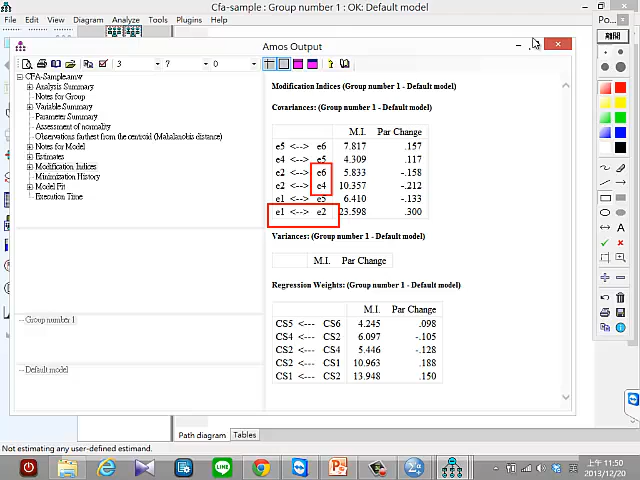 Cfa-sample : Group number 1 : OK: Default model
File Edit View Diagram Analyze Tools Plugins Help
Po...
Amos Output
3 7 0
CFA-Sample.amw
Analysis Summary
Notes for Group
Variable Summary
Parameter Summary
Assessment of normality
Observations farthest from the centroid (Mahalanobis distance)
Notes for Model
Estimates
Modification Indices
Minimization History
Model Fit
Execution Time
Group number 1
Default model
Modification Indices (Group number 1 - Default model)
Covariances: (Group number 1 - Default model)
M.I. Par Change
e5 <--> e6 7.817 .157
e4 <--> e5 4.309 .117
e2 <--> e6 5.833 -.158
e2 <--> e4 10.357 -.212
e1 <--> e5 6.410 -.133
e1 <--> e2 23.598 .300
Variances: (Group number 1 - Default model)
M.I. Par Change
Regression Weights: (Group number 1 - Default model)
M.I. Par Change
CS5 <--- CS6 4.245 .098
CS4 <--- CS2 6.097 -.105
CS2 <--- CS4 5.446 -.128
CS2 <--- CS1 10.963 .188
CS1 <--- CS2 13.948 .150
Path diagram Tables
Not estimating any user-defined estimand.
上午 11:50
2013/12/20